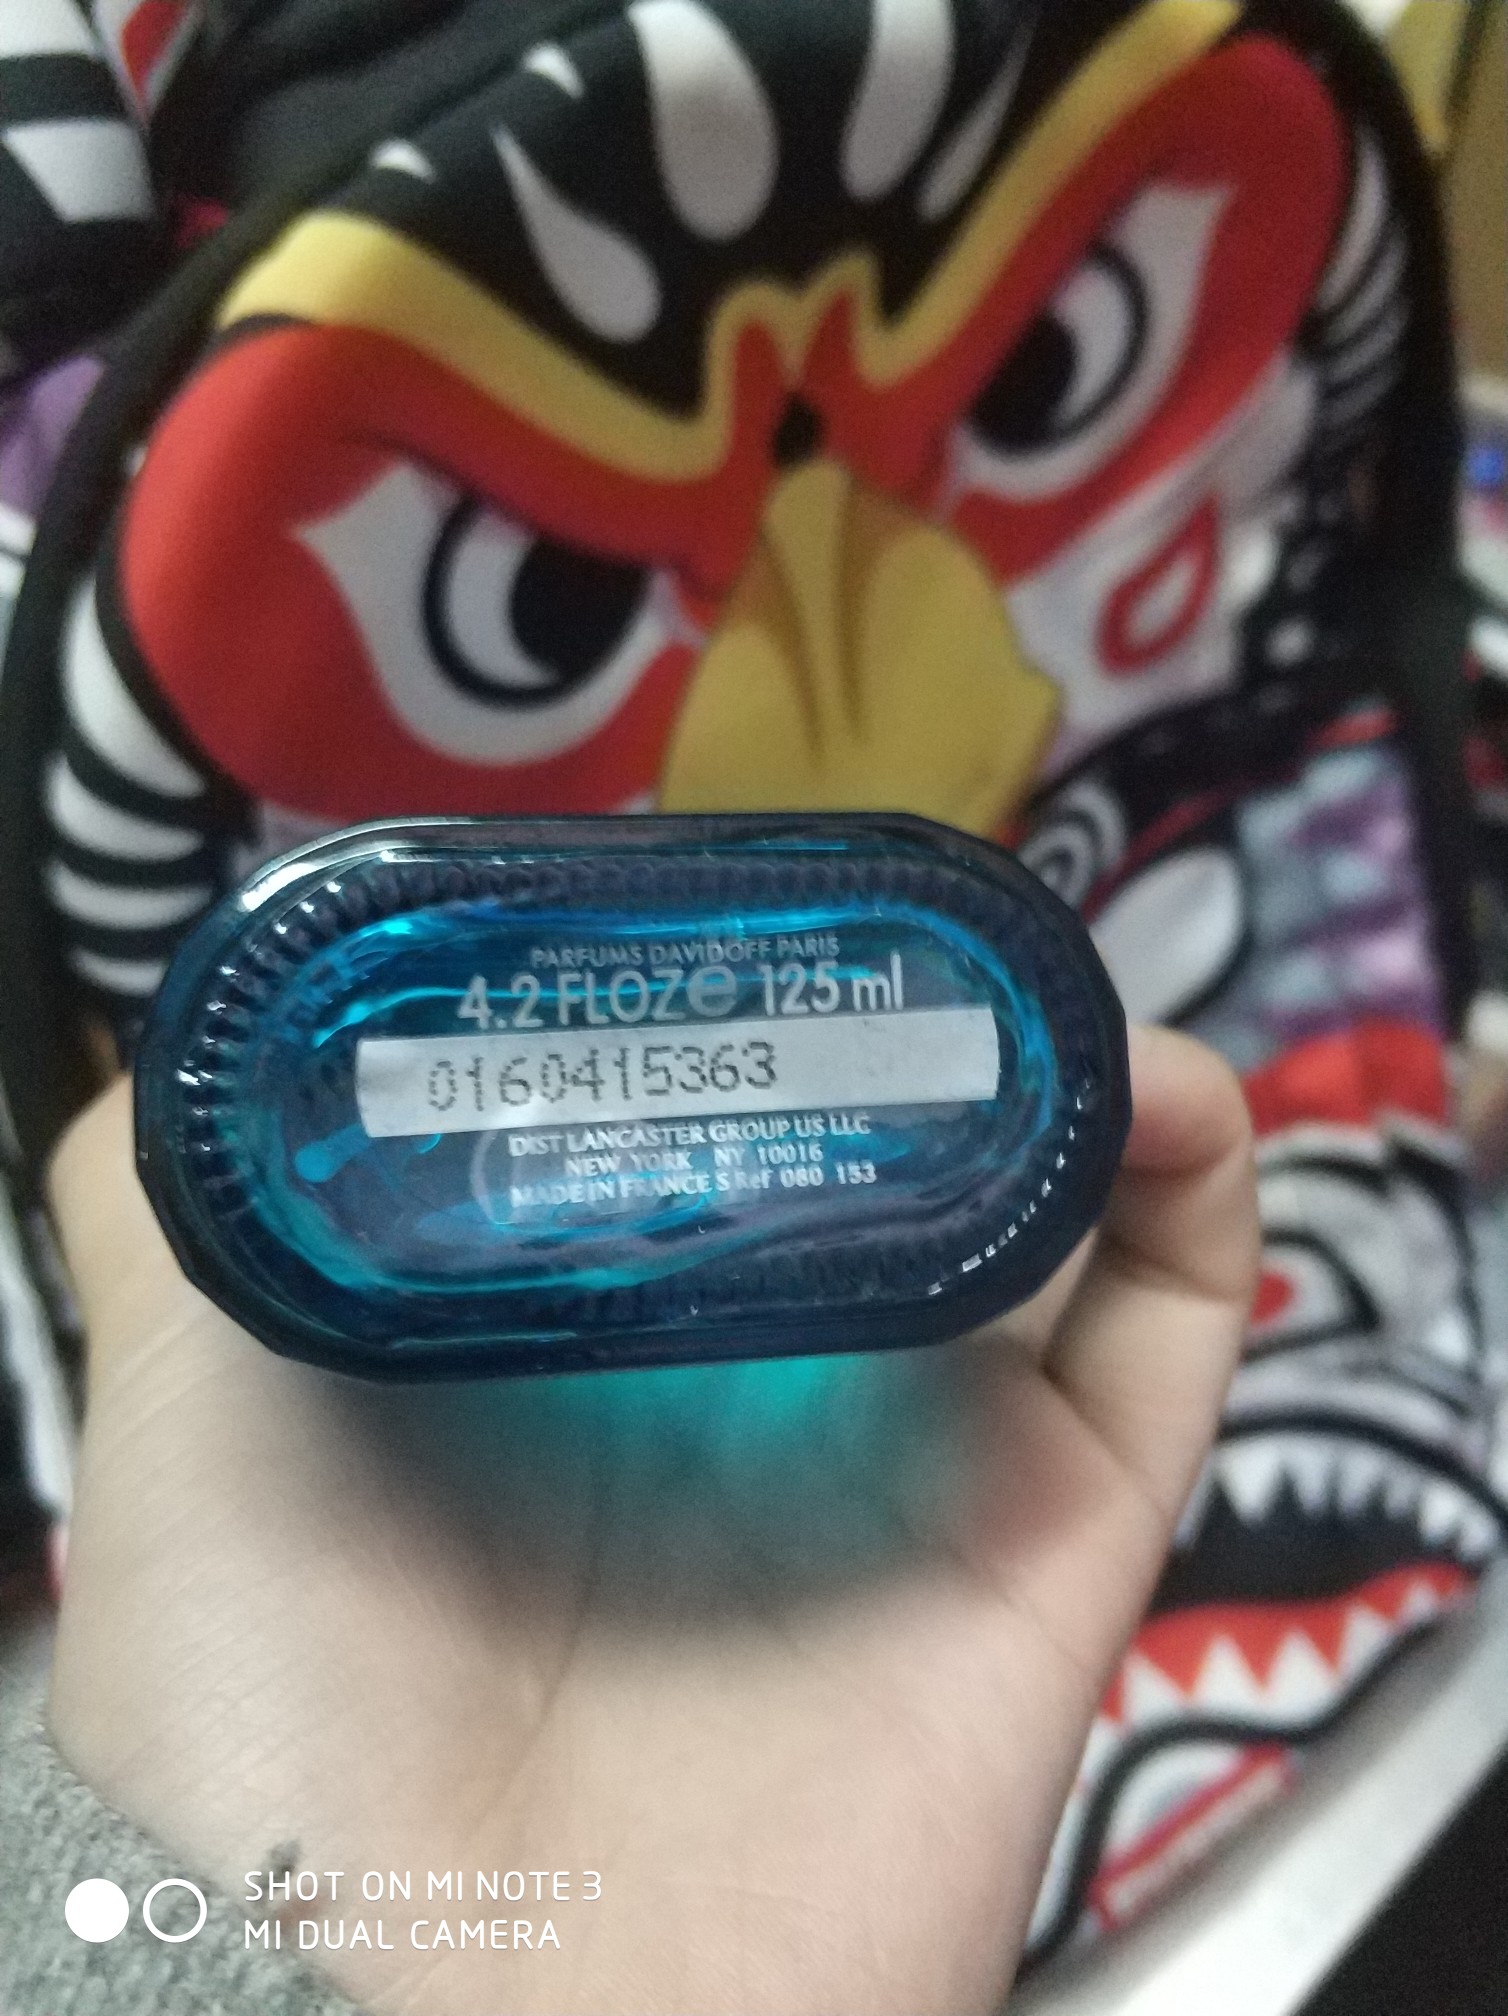 PARFUMS DAVIDOFF PARIS
4.2 FLOZ e 125 ml
0160415363
DIST LANCASTER GROUP US LLC
NEW YORK NY 10016
MADE IN FRANCE S Ref 080 153
SHOT ON MI NOTE 3
MI DUAL CAMERA